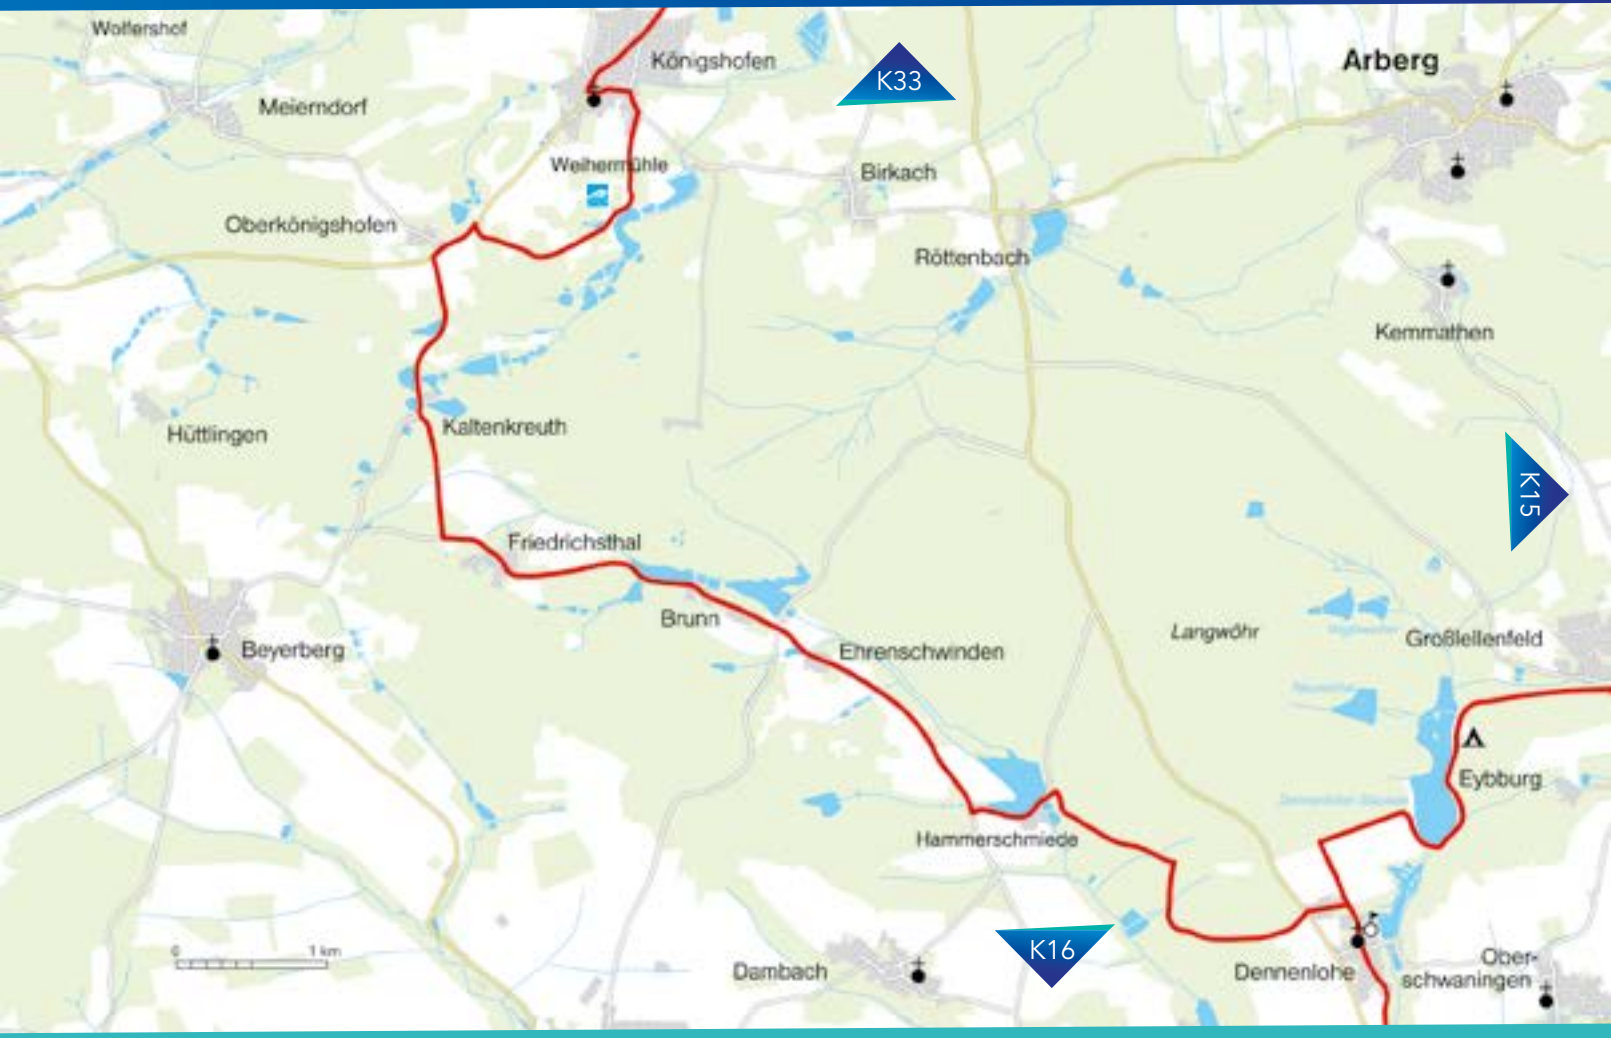 Wolfershof
Königshofen
K33
Arberg
Meierndorf
Weihermühle
Birkach
Oberkönigshofen
Röttenbach
Kemmathen
Kaltenkreuth
Hüttlingen
K15
Friedrichsthal
Brunn
Langwöhr
Großlellenfeld
Beyerberg
Ehrenschwinden
Eybburg
Hammerschmiede
0 1 km
K16
Dambach
Dennenlohe
Ober-
schwaningen